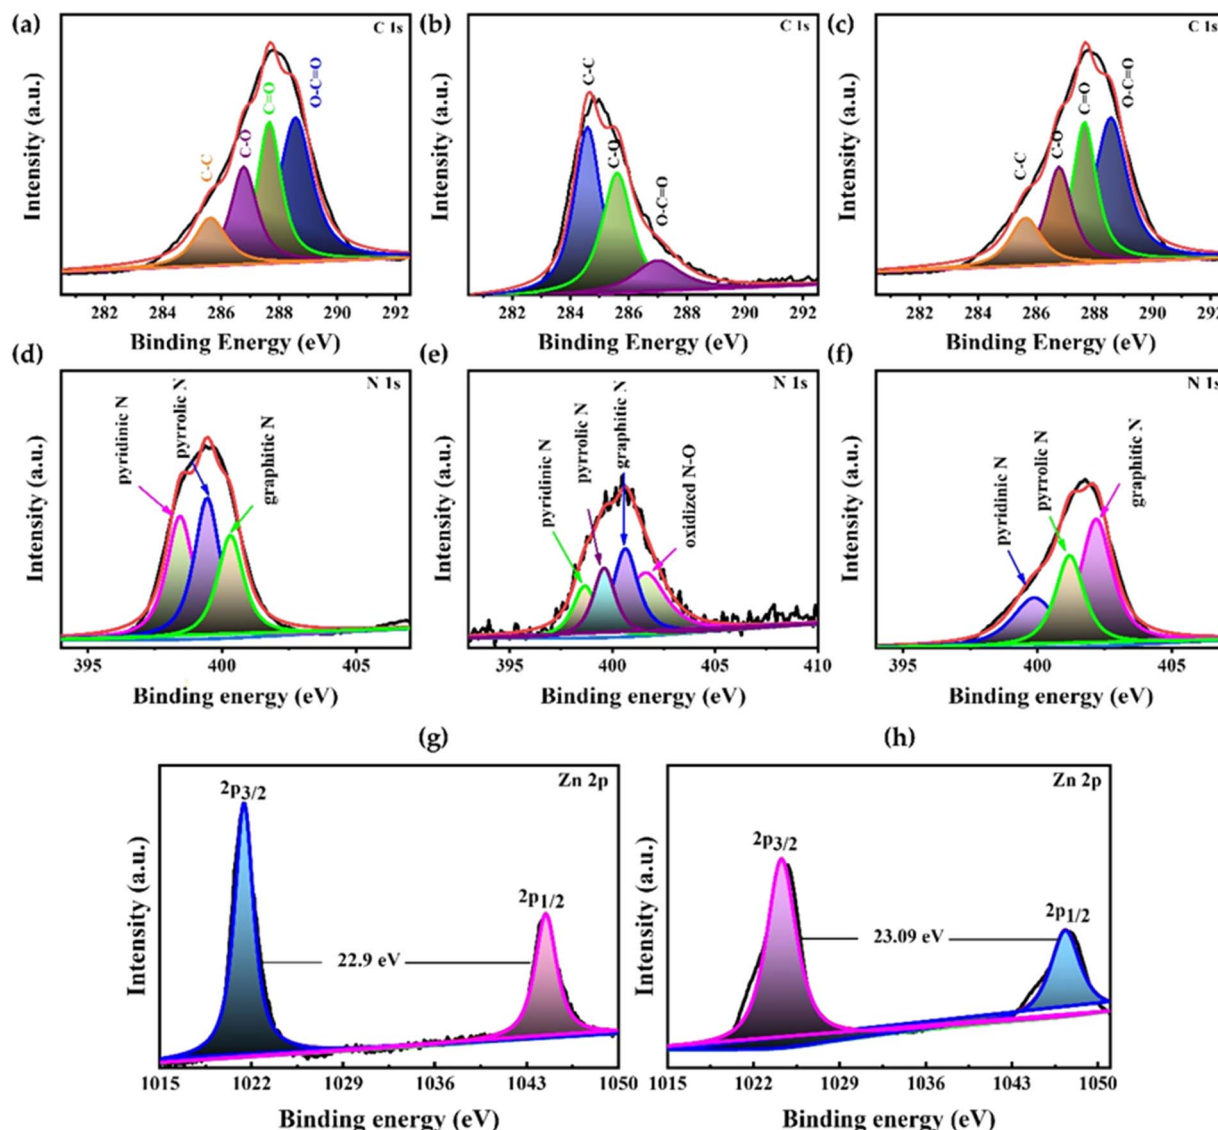 (a)
C 1s
C-C
C-O
C=O
O-C=O
Intensity (a.u.)
282 284 286 288 290 292
Binding Energy (eV)
(b)
C 1s
C-C
C-O
O-C=O
Intensity (a.u.)
282 284 286 288 290 292
Binding Energy (eV)
(c)
C 1s
C-C
C-O
C=O
O-C=O
Intensity (a.u.)
282 284 286 288 290 292
Binding Energy (eV)
(d)
N 1s
pyridinic N
pyrrolic N
graphitic N
Intensity (a.u.)
395 400 405
Binding energy (eV)
(e)
N 1s
pyridinic N
pyrrolic N
graphitic N
oxidized N-O
Intensity (a.u.)
395 400 405 410
Binding energy (eV)
(f)
N 1s
pyridinic N
pyrrolic N
graphitic N
Intensity (a.u.)
395 400 405
Binding energy (eV)
(g)
Zn 2p
2p3/2
2p1/2
22.9 eV
Intensity (a.u.)
1015 1022 1029 1036 1043 1050
Binding energy (eV)
(h)
Zn 2p
2p3/2
2p1/2
23.09 eV
Intensity (a.u.)
1015 1022 1029 1036 1043 1050
Binding energy (eV)